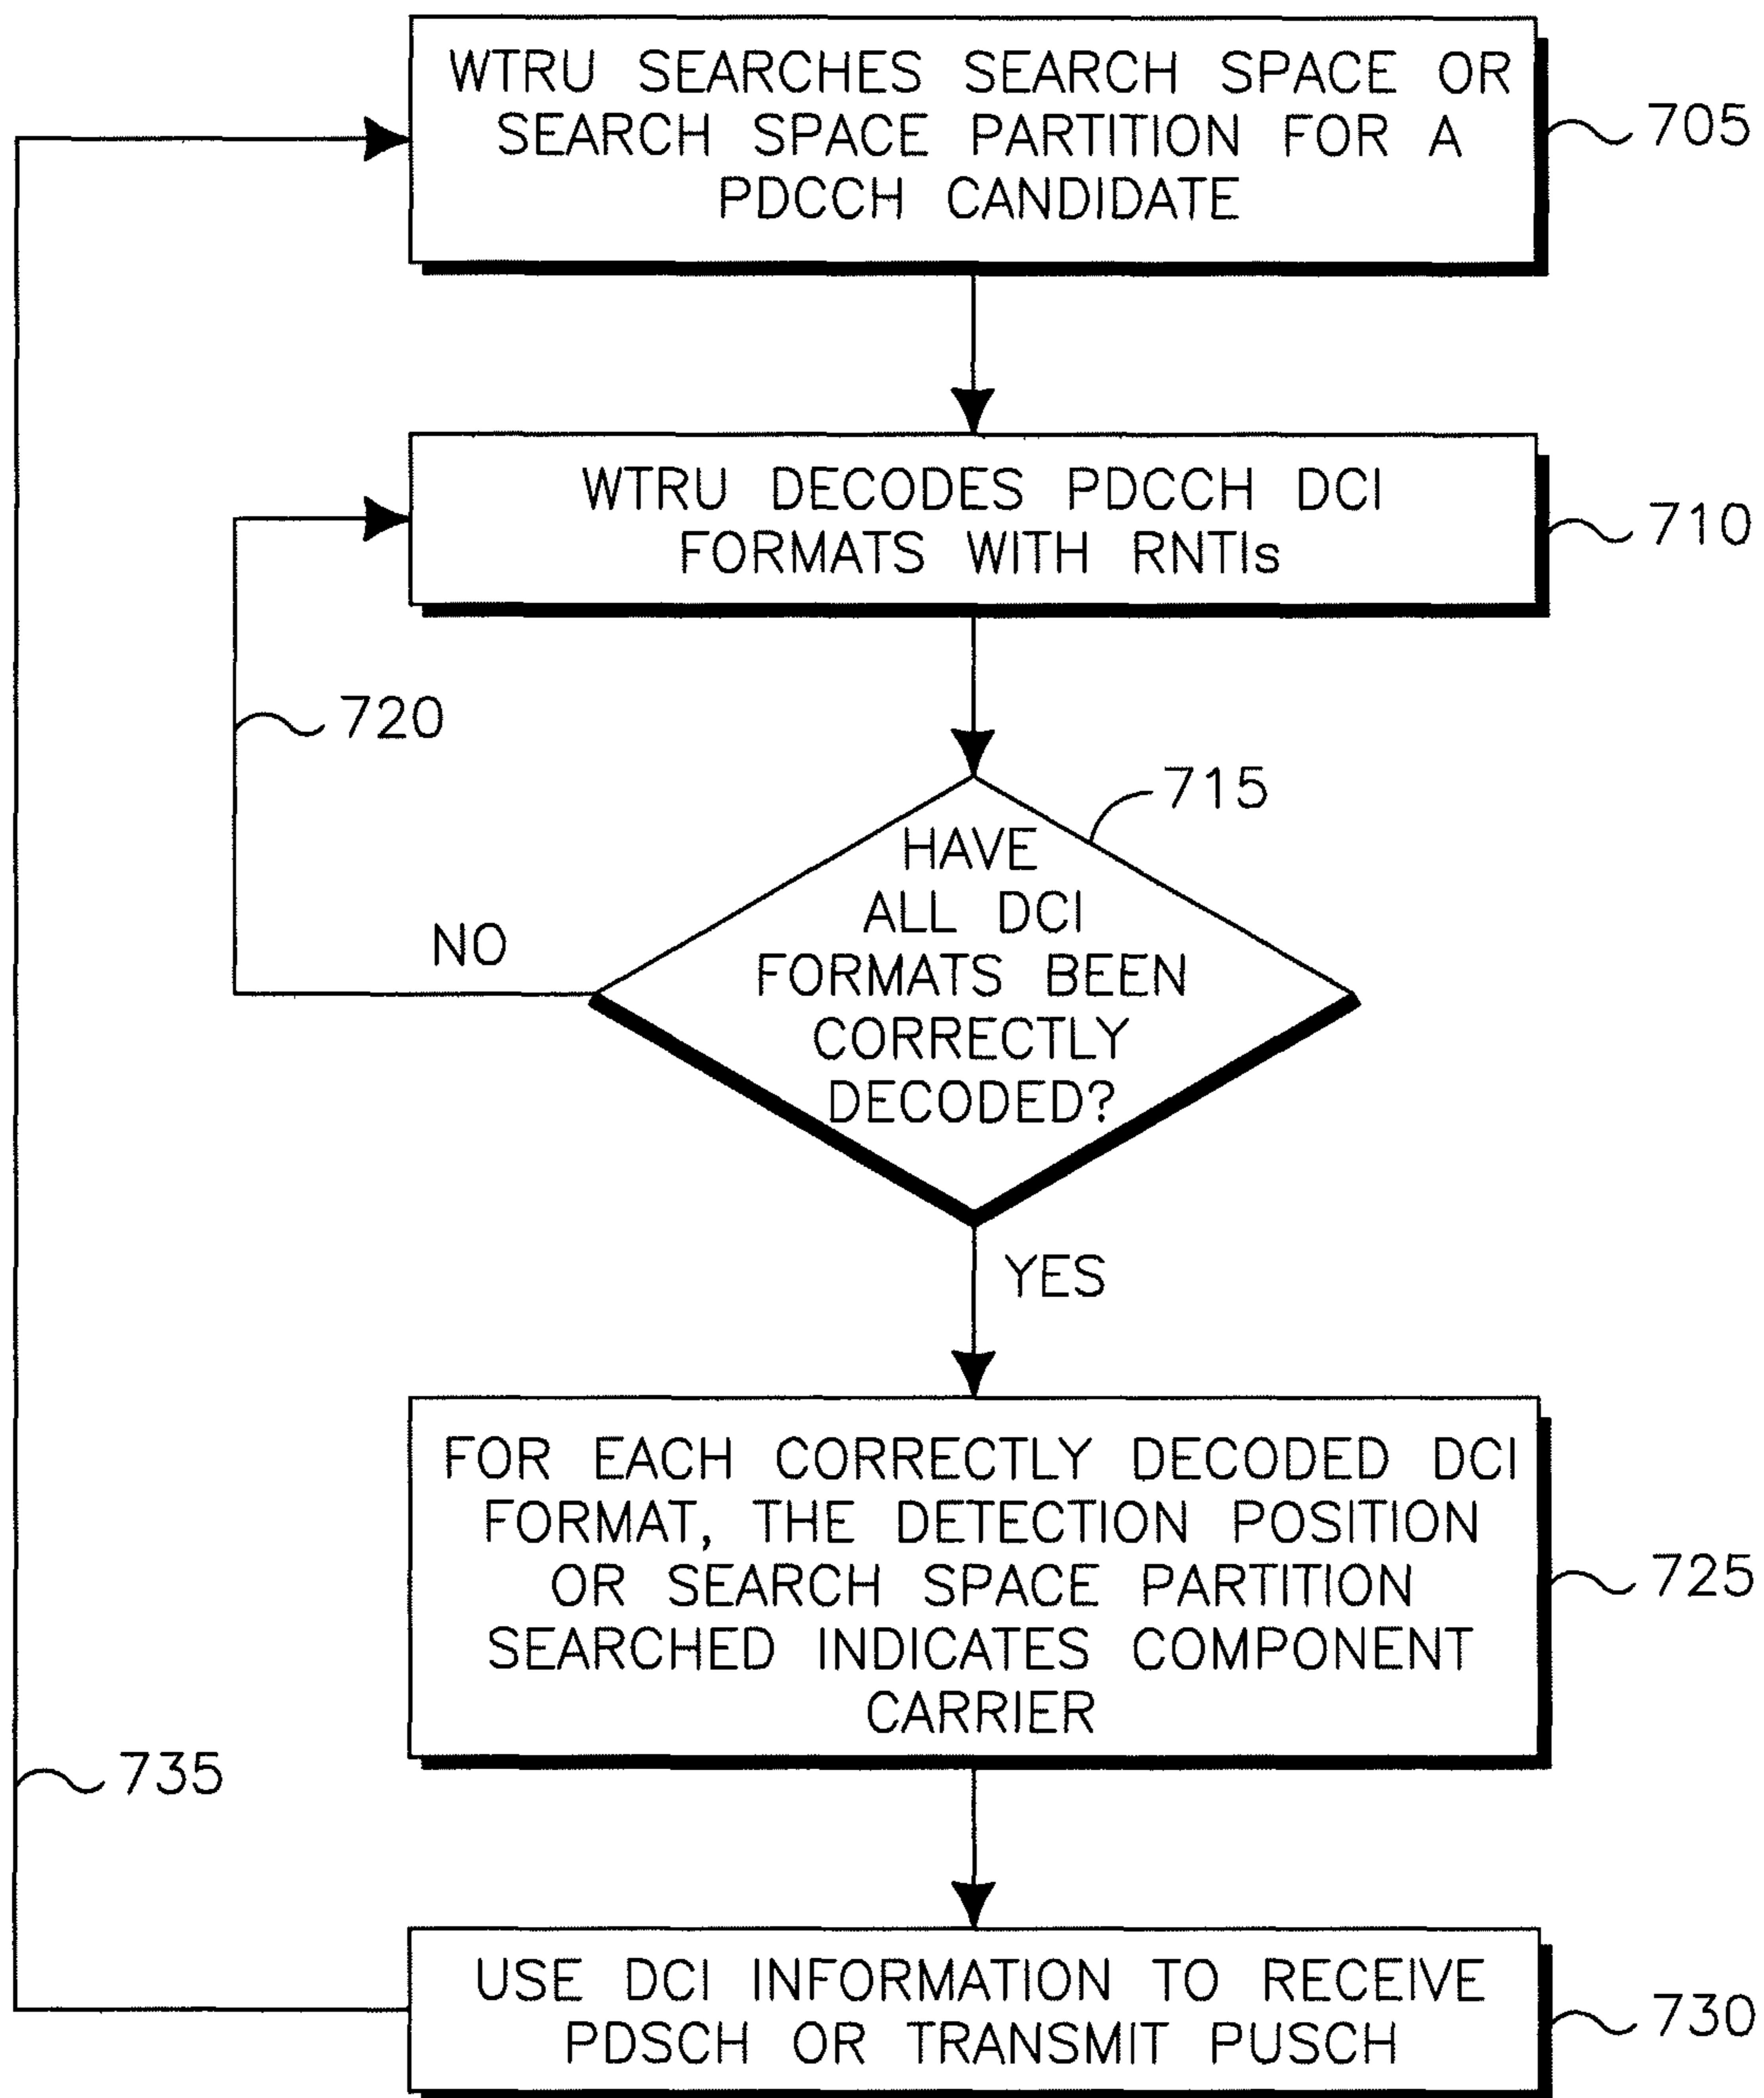 WTRU SEARCHES SEARCH SPACE OR
SEARCH SPACE PARTITION FOR A
PDCCH CANDIDATE
705
WTRU DECODES PDCCH DCI
FORMATS WITH RNTIs
710
720
715
HAVE
ALL DCI
FORMATS BEEN
CORRECTLY
DECODED?
NO
YES
FOR EACH CORRECTLY DECODED DCI
FORMAT, THE DETECTION POSITION
OR SEARCH SPACE PARTITION
SEARCHED INDICATES COMPONENT
CARRIER
725
735
USE DCI INFORMATION TO RECEIVE
PDSCH OR TRANSMIT PUSCH
730